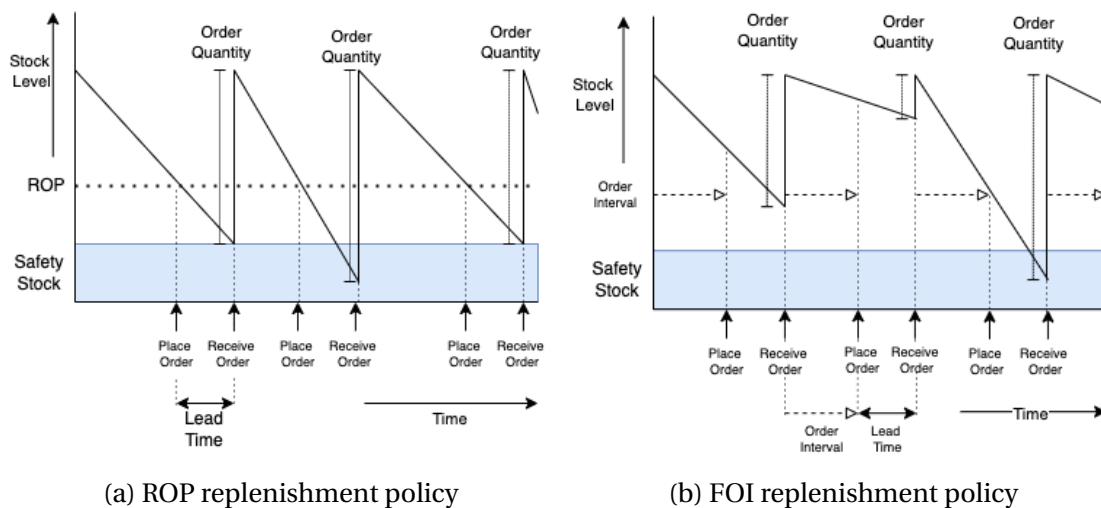 Order
Quantity
Order
Quantity
Order
Quantity
Stock
Level
ROP
Safety
Stock
Place
Order
Receive
Order
Place
Order
Receive
Order
Place
Order
Receive
Order
Lead
Time
Time
(a) ROP replenishment policy
Order
Quantity
Order
Quantity
Order
Quantity
Stock
Level
Order
Interval
Safety
Stock
Place
Order
Receive
Order
Place
Order
Receive
Order
Place
Order
Receive
Order
Order
Interval
Lead
Time
Time
(b) FOI replenishment policy